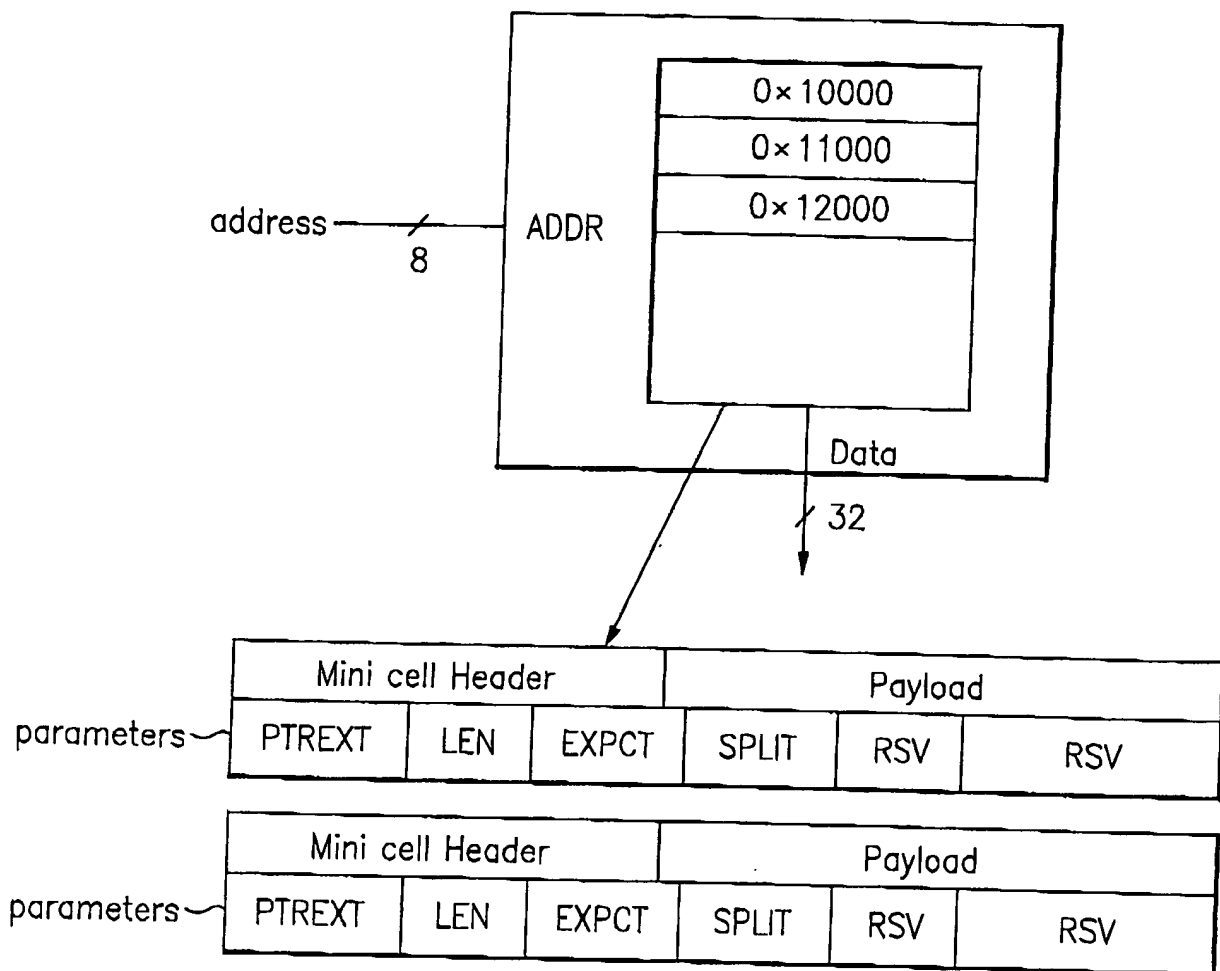 0×10000
0×11000
0×12000
address
8
ADDR
Data
32
Mini cell Header Payload
parameters PTREXT LEN EXPCT SPLIT RSV RSV
Mini cell Header Payload
parameters PTREXT LEN EXPCT SPLIT RSV RSV